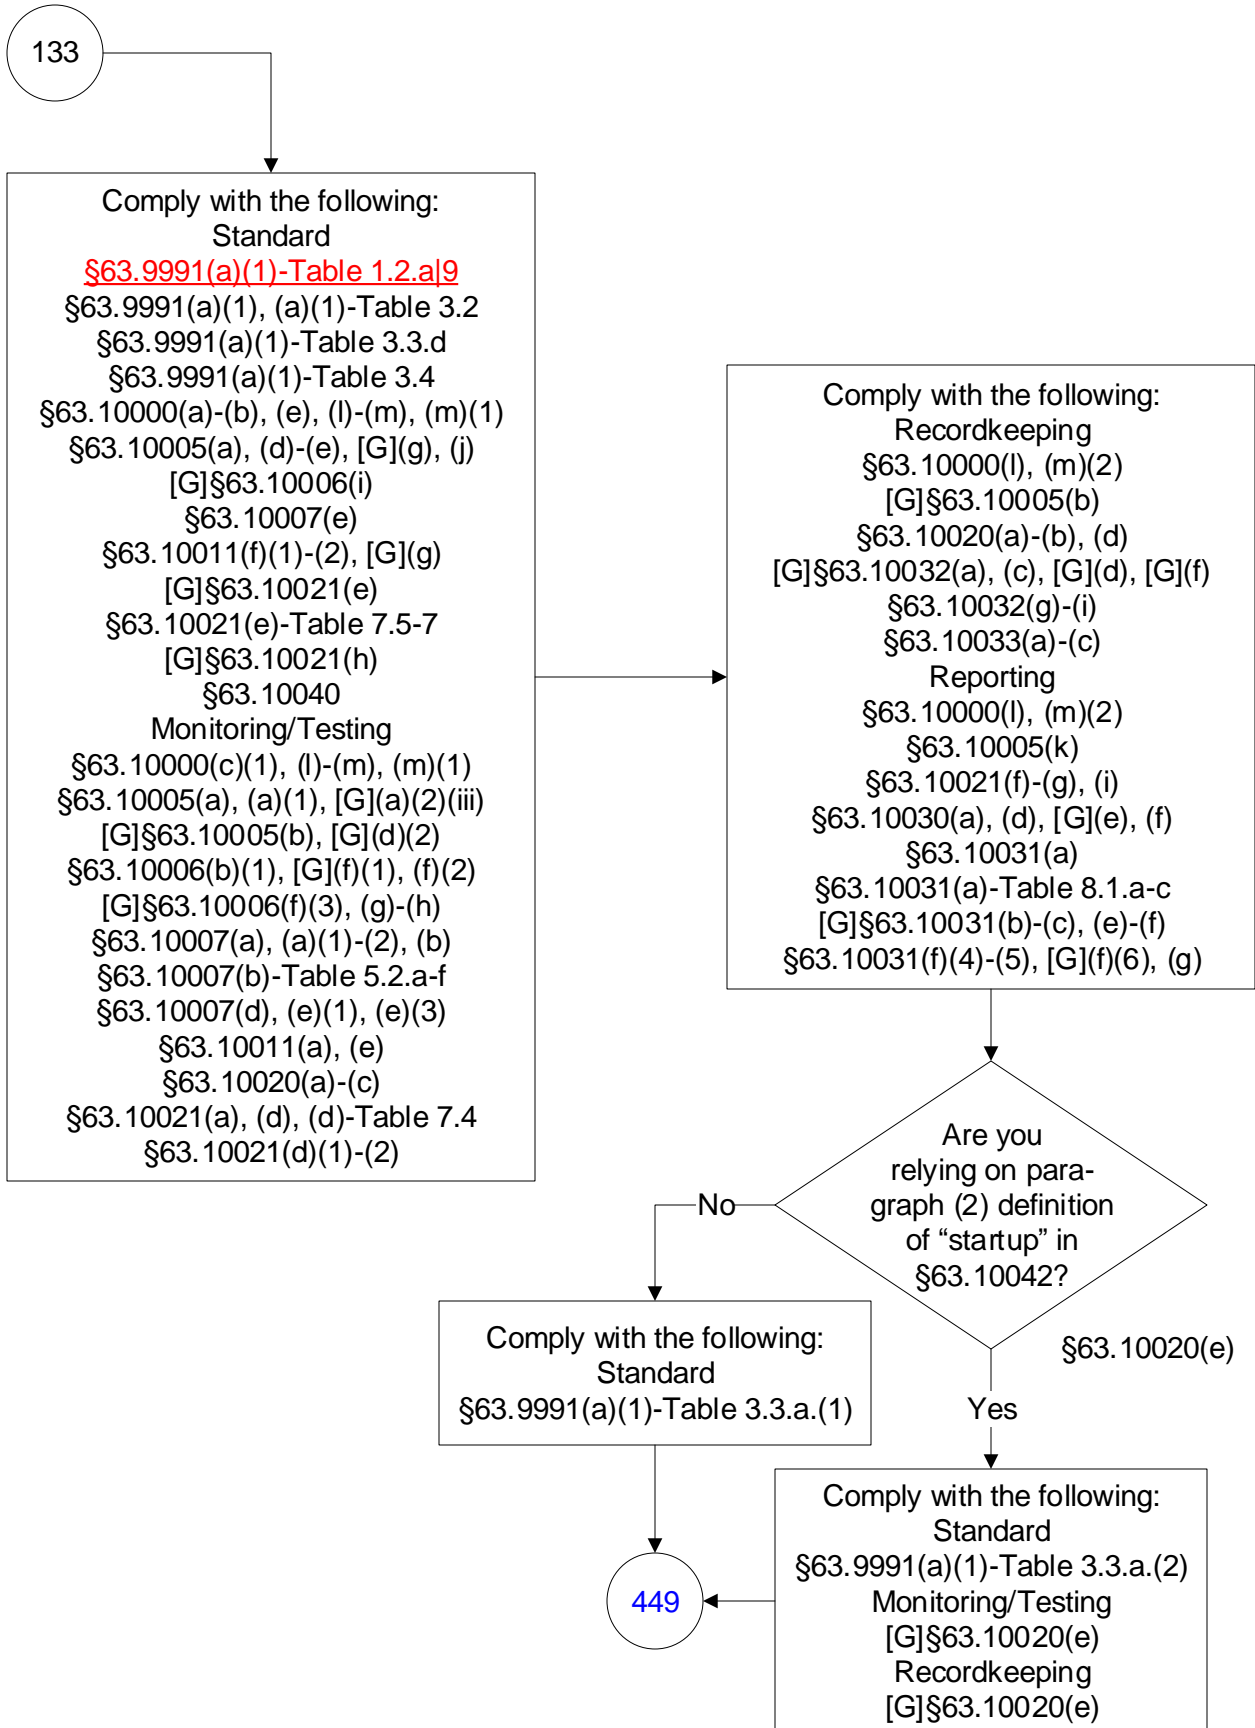 133
Comply with the following:
Standard
§63.9991(a)(1)-Table 1.2.a|9
§63.9991(a)(1), (a)(1)-Table 3.2
§63.9991(a)(1)-Table 3.3.d
§63.9991(a)(1)-Table 3.4
§63.10000(a)-(b), (e), (l)-(m), (m)(1)
§63.10005(a), (d)-(e), [G](g), (j)
[G]§63.10006(i)
§63.10007(e)
§63.10011(f)(1)-(2), [G](g)
[G]§63.10021(e)
§63.10021(e)-Table 7.5-7
[G]§63.10021(h)
§63.10040
Monitoring/Testing
§63.10000(c)(1), (l)-(m), (m)(1)
§63.10005(a), (a)(1), [G](a)(2)(iii)
[G]§63.10005(b), [G](d)(2)
§63.10006(b)(1), [G](f)(1), (f)(2)
[G]§63.10006(f)(3), (g)-(h)
§63.10007(a), (a)(1)-(2), (b)
§63.10007(b)-Table 5.2.a-f
§63.10007(d), (e)(1), (e)(3)
§63.10011(a), (e)
§63.10020(a)-(c)
§63.10021(a), (d), (d)-Table 7.4
§63.10021(d)(1)-(2)
Comply with the following:
Recordkeeping
§63.10000(l), (m)(2)
[G]§63.10005(b)
§63.10020(a)-(b), (d)
[G]§63.10032(a), (c), [G](d), [G](f)
§63.10032(g)-(i)
§63.10033(a)-(c)
Reporting
§63.10000(l), (m)(2)
§63.10005(k)
§63.10021(f)-(g), (i)
§63.10030(a), (d), [G](e), (f)
§63.10031(a)
§63.10031(a)-Table 8.1.a-c
[G]§63.10031(b)-(c), (e)-(f)
§63.10031(f)(4)-(5), [G](f)(6), (g)
Are you
relying on para-
graph (2) definition
of “startup” in
§63.10042?
No
§63.10020(e)
Yes
Comply with the following:
Standard
§63.9991(a)(1)-Table 3.3.a.(1)
Comply with the following:
Standard
§63.9991(a)(1)-Table 3.3.a.(2)
Monitoring/Testing
[G]§63.10020(e)
Recordkeeping
[G]§63.10020(e)
449